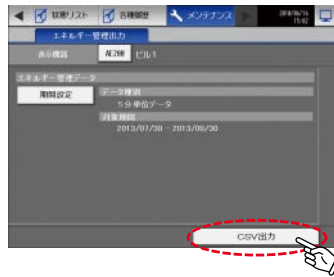 状態リスト
各種履歴
メンテナンス
エネルギー管理出力
表示機器
AE200 ビル1
エネルギー管理データ
期間設定
データ種別
5分単位データ
対象期間
2013/07/30 - 2013/08/30
CSV出力